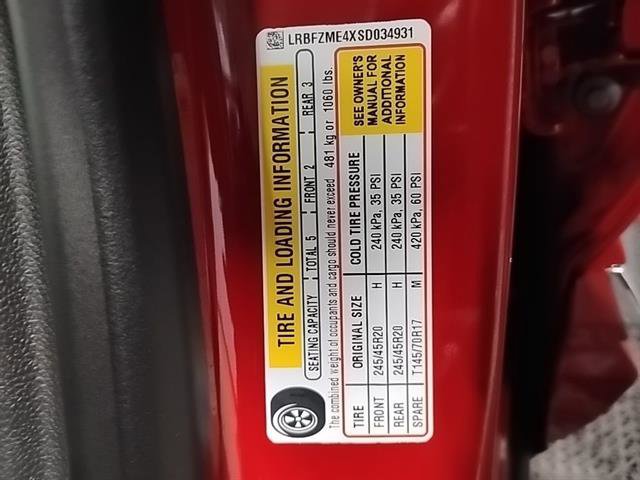 LRBFZME4XSD034931
TIRE AND LOADING INFORMATION
SEATING CAPACITY TOTAL 5 FRONT 2 REAR 3
The combined weight of occupants and cargo should never exceed 481 kg or 1060 lbs.
TIRE ORIGINAL SIZE COLD TIRE PRESSURE
FRONT 245/45R20 H 240 kPa, 35 PSI
REAR 245/45R20 H 240 kPa, 35 PSI
SPARE T145/70R17 M 420 kPa, 60 PSI
SEE OWNER'S
MANUAL FOR
ADDITIONAL
INFORMATION